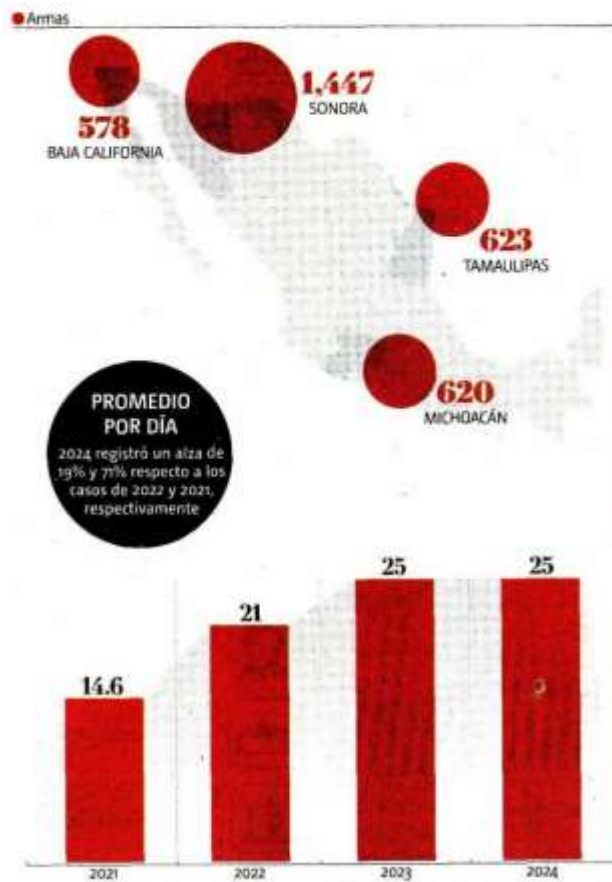 Armas
1,447
SONORA
578
BAJA CALIFORNIA
623
TAMAULIPAS
620
MICHOACÁN
PROMEDIO
POR DÍA
2024 registró un alza de
19% y 71% respecto a los
casos de 2022 y 2021,
respectivamente
25
25
21
14.6
2021
2022
2023
2024